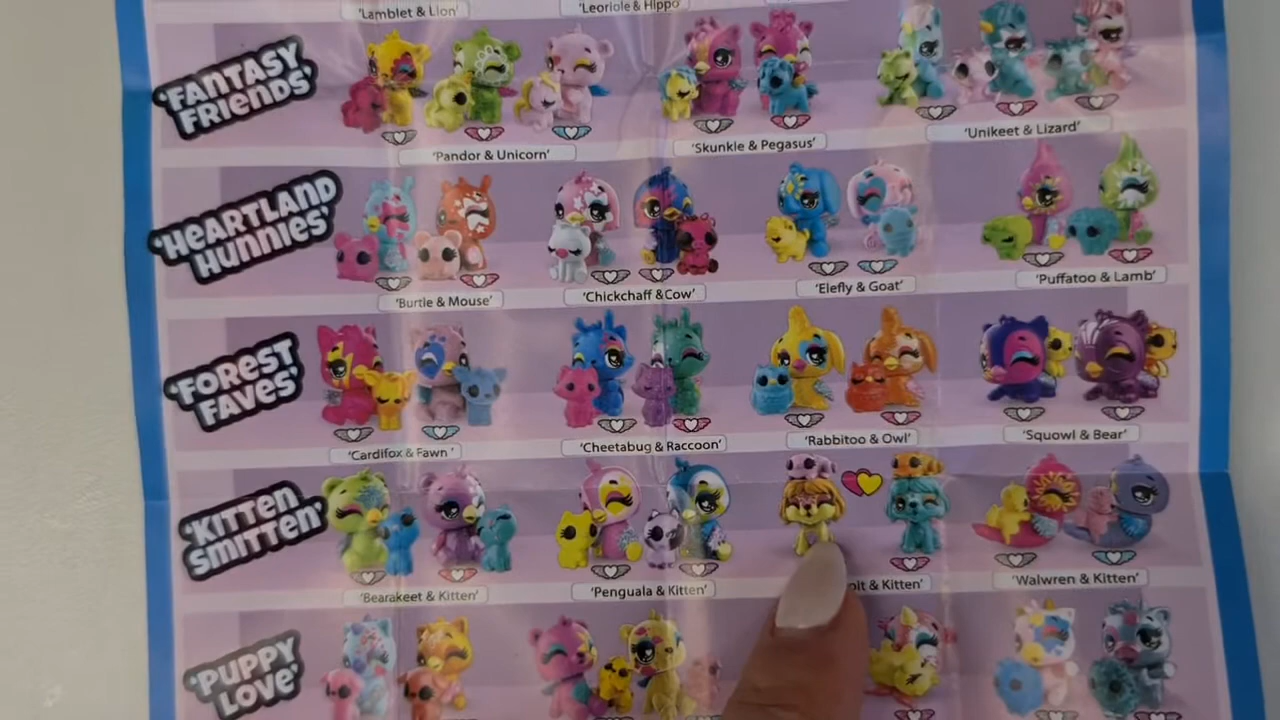 'Lamblet & Lion'
'Leoriole & Hippo'
'FANTASY
FRIENDS'
'Pandor & Unicorn'
'Skunkle & Pegasus'
'Unikeet & Lizard'
'HEARTLAND
HUNNIES'
'Burtle & Mouse'
'Chickchaff & Cow'
'Elefly & Goat'
'Puffatoo & Lamb'
'FOREST
FAVES'
'Cardifox & Fawn '
'Cheetabug & Raccoon'
'Rabbitoo & Owl'
'Squowl & Bear'
'KITTEN
SMITTEN'
'Bearakeet & Kitten'
'Penguala & Kitten'
& Kitten'
'Walwren & Kitten'
'PUPPY
LOVE'